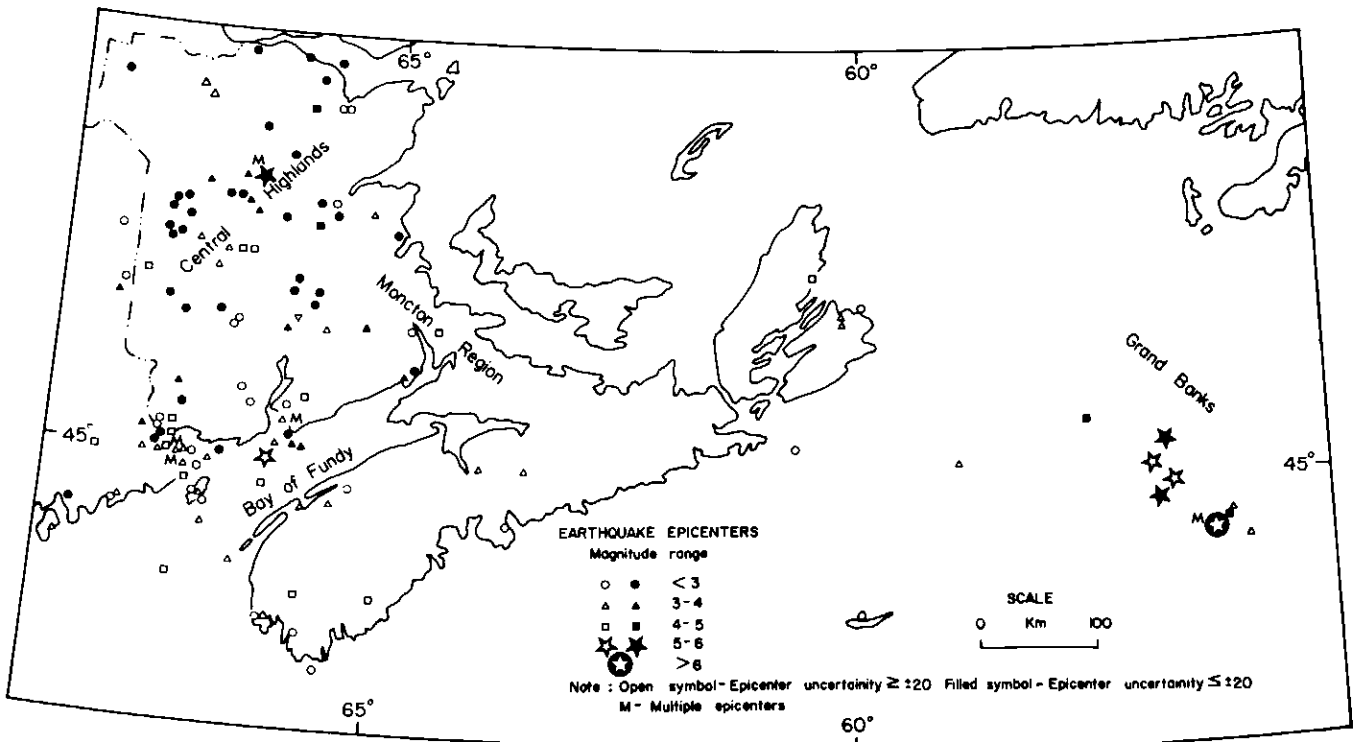 65°
60°
M
Highlands
Central
Moncton
Region
Grand Banks
45°
M
M
M
45°
Bay of Fundy
M
EARTHQUAKE EPICENTERS
Magnitude range
< 3
3-4
4-5
5-6
>6
SCALE
0 Km 100
Note : Open symbol-Epicenter uncertainity ≥ ±20 Filled symbol-Epicenter uncertainity ≤ ±20
M- Multiple epicenters
65°
60°